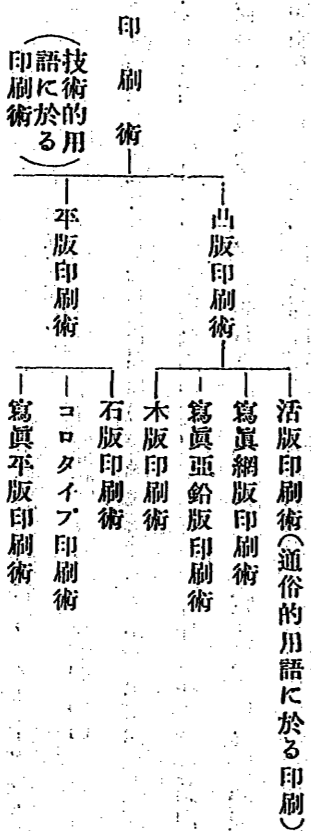 印刷術
（技術的用
語に於る
印刷術）
凸版印刷術
活版印刷術（通俗的用語に於る印刷）
寫眞網版印刷術
寫眞亜鉛版印刷術
木版印刷術
平版印刷術
石版印刷術
コロタイプ印刷術
寫眞平版印刷術